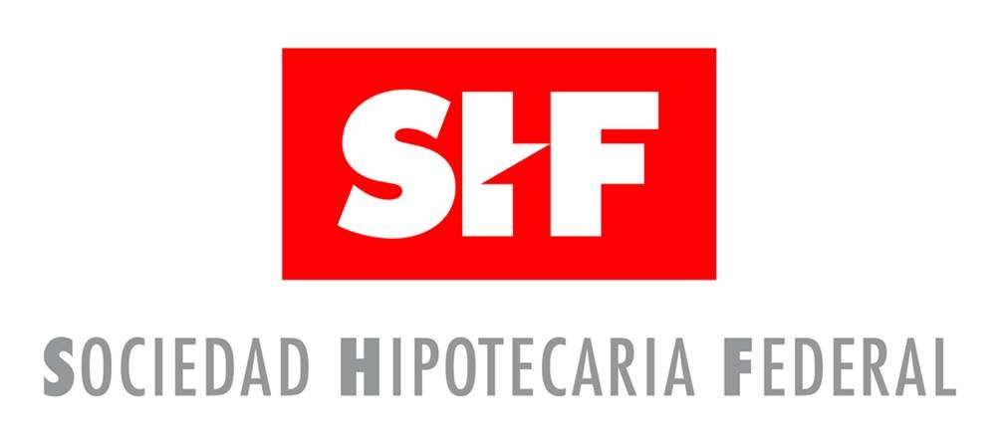 SHF
SOCIEDAD HIPOTECARIA FEDERAL